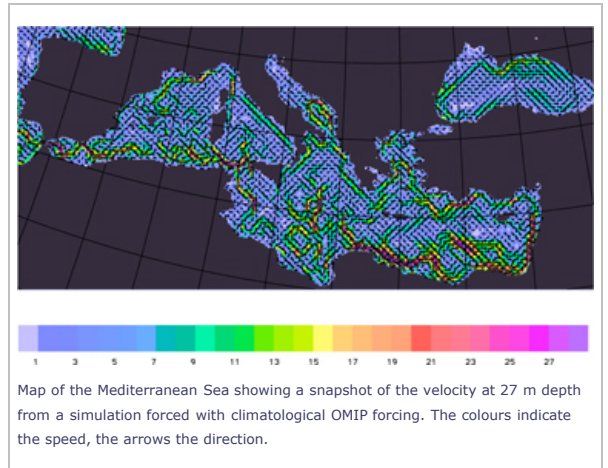 1 3 5 7 9 11 13 15 17 19 21 23 25 27
Map of the Mediterranean Sea showing a snapshot of the velocity at 27 m depth
from a simulation forced with climatological OMIP forcing. The colours indicate
the speed, the arrows the direction.